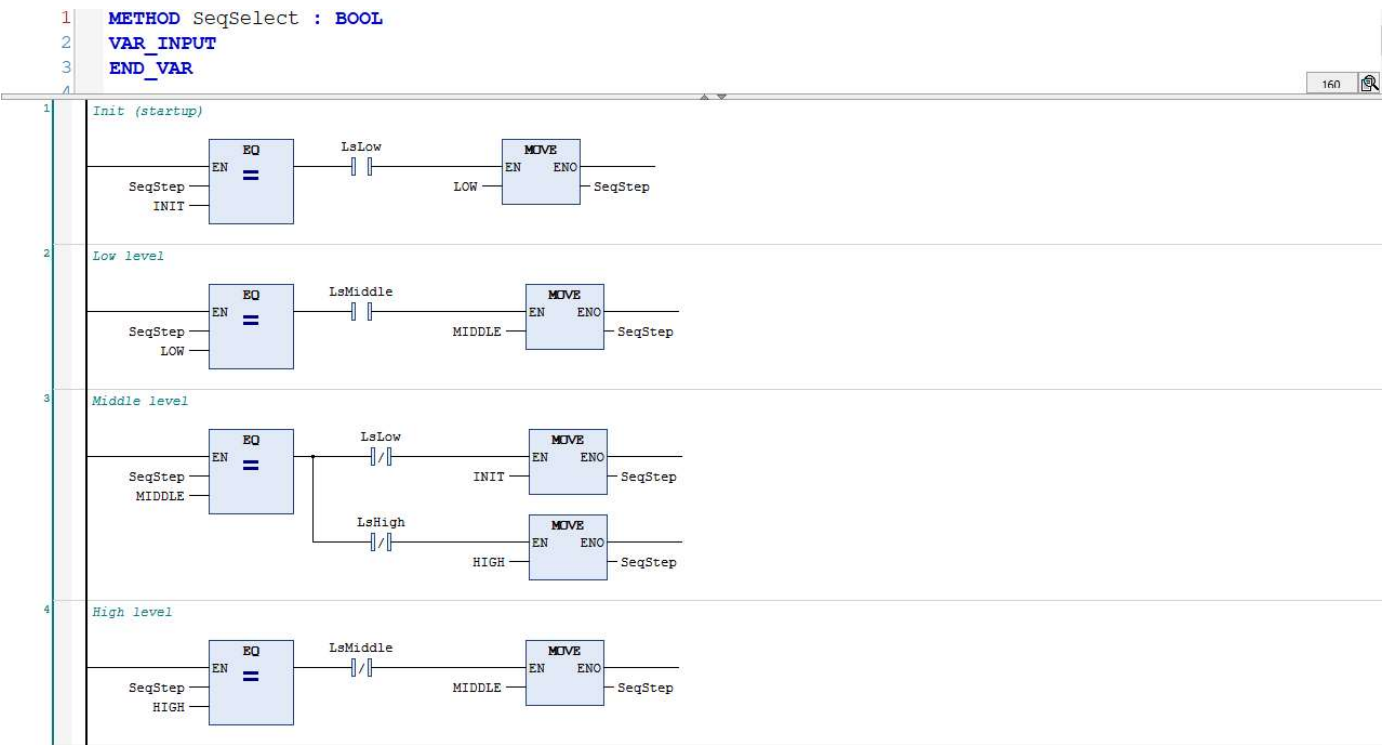 1 METHOD SeqSelect : BOOL
2 VAR_INPUT
3 END_VAR
4
160
1 Init (startup)
EQ LsLow MOVE
EN = EN ENO
SeqStep LOW SeqStep
INIT
2 Low level
EQ LsMiddle MOVE
EN = EN ENO
SeqStep MIDDLE SeqStep
LOW
3 Middle level
EQ LsLow MOVE
EN = / EN ENO
SeqStep INIT SeqStep
MIDDLE
LsHigh MOVE
/ EN ENO
HIGH SeqStep
4 High level
EQ LsMiddle MOVE
EN = / EN ENO
SeqStep MIDDLE SeqStep
HIGH